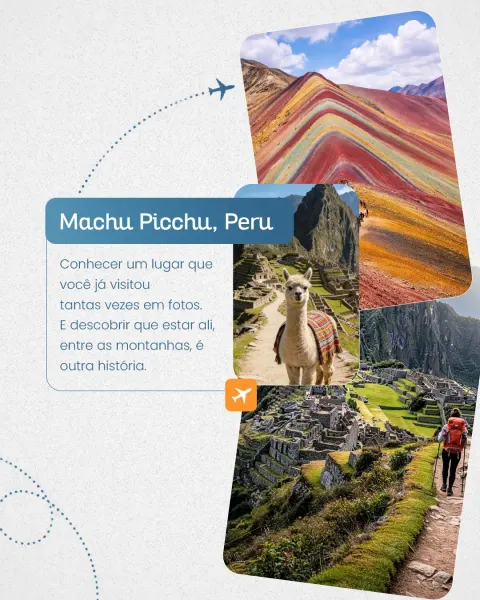 Machu Picchu, Peru
Conhecer um lugar que
você já visitou
tantas vezes em fotos.
E descobrir que estar ali,
entre as montanhas, é
outra história.